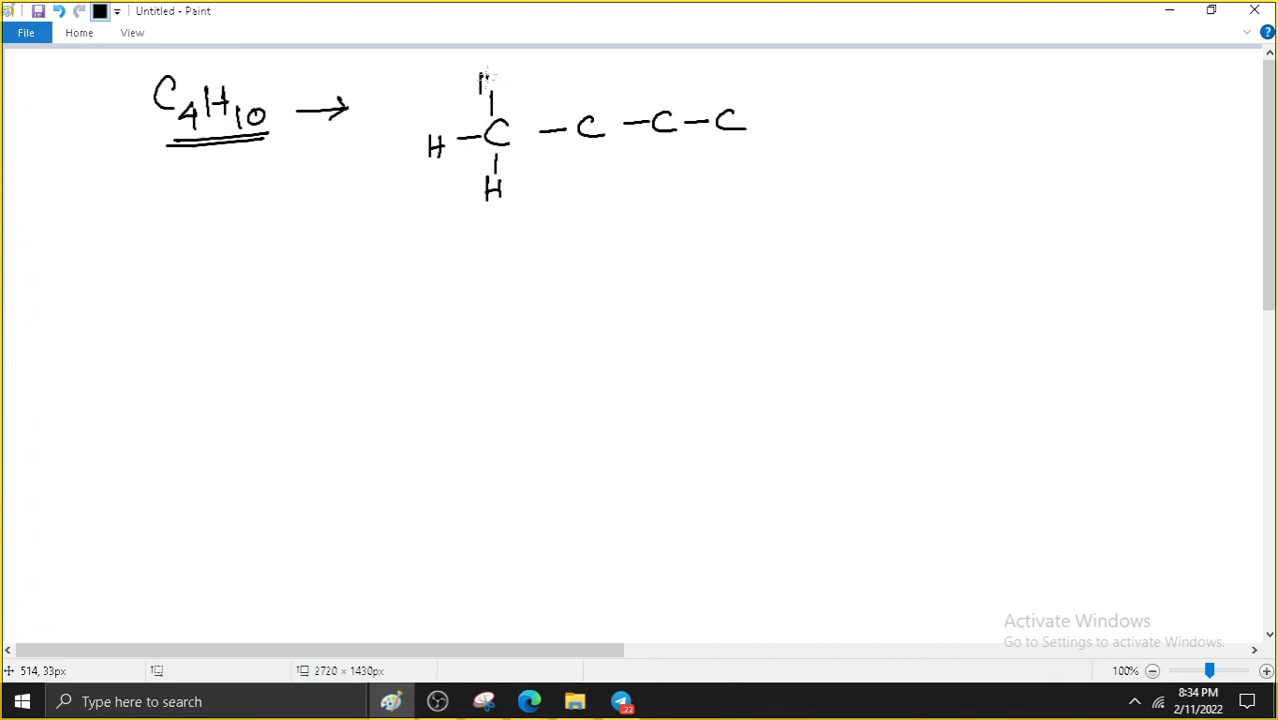 Untitled - Paint
File Home View
C4H10 → H
H - C - C - C - C
H
Activate Windows
Go to Settings to activate Windows.
514, 33px 2720 × 1430px 100%
Type here to search
22
8:34 PM
2/11/2022